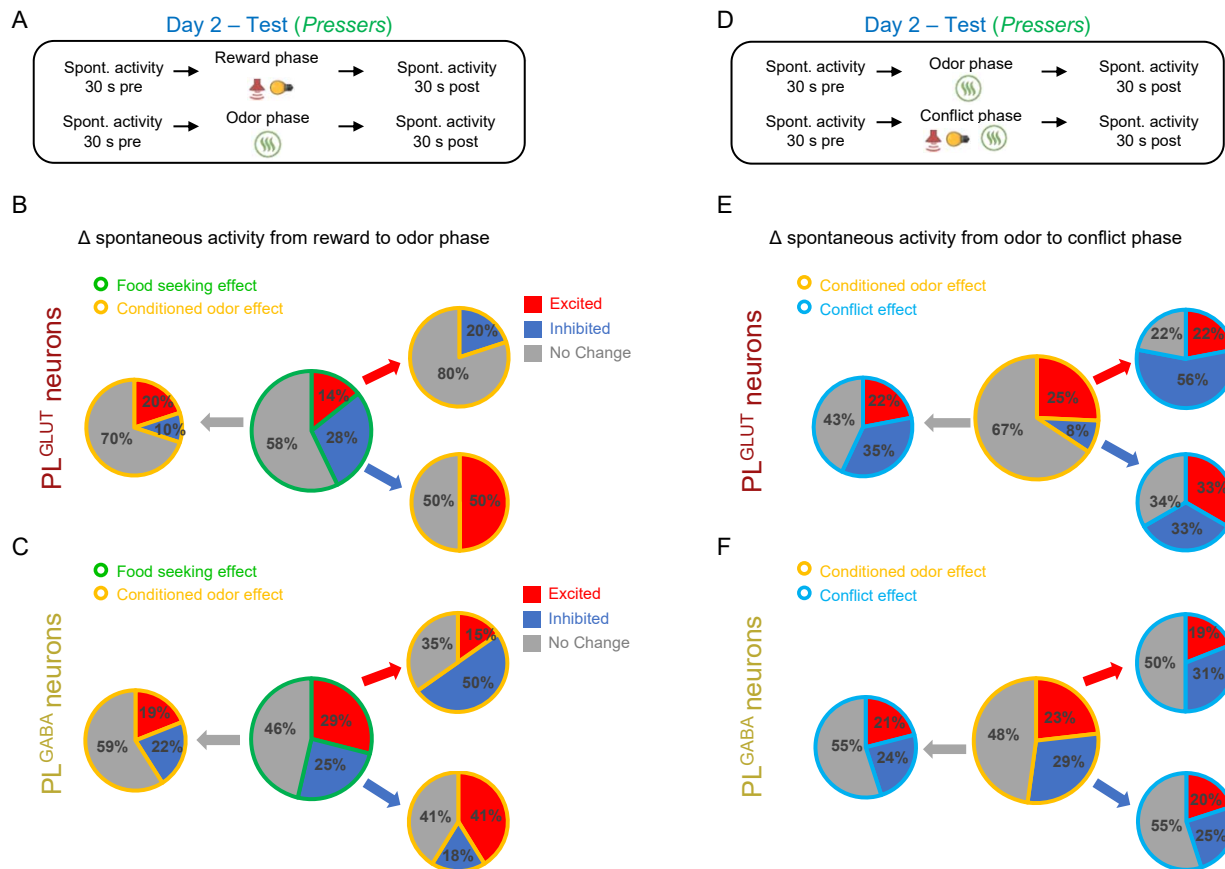 A
Day 2 – Test (Pressers)
Spont. activity
30 s pre
Reward phase
Spont. activity
30 s post
Spont. activity
30 s pre
Odor phase
Spont. activity
30 s post
B
Δ spontaneous activity from reward to odor phase
Food seeking effect
Conditioned odor effect
Excited
Inhibited
No Change
PL GLUT neurons
20%
10%
70%
14%
28%
58%
20%
80%
50%
50%
C
Food seeking effect
Conditioned odor effect
Excited
Inhibited
No Change
PL GABA neurons
19%
22%
59%
29%
25%
46%
15%
50%
35%
41%
18%
41%
D
Day 2 – Test (Pressers)
Spont. activity
30 s pre
Odor phase
Spont. activity
30 s post
Spont. activity
30 s pre
Conflict phase
Spont. activity
30 s post
E
Δ spontaneous activity from odor to conflict phase
Conditioned odor effect
Conflict effect
PL GLUT neurons
22%
35%
43%
25%
8%
67%
22%
56%
22%
33%
33%
34%
F
Conditioned odor effect
Conflict effect
PL GABA neurons
21%
24%
55%
23%
29%
48%
19%
31%
50%
20%
25%
55%